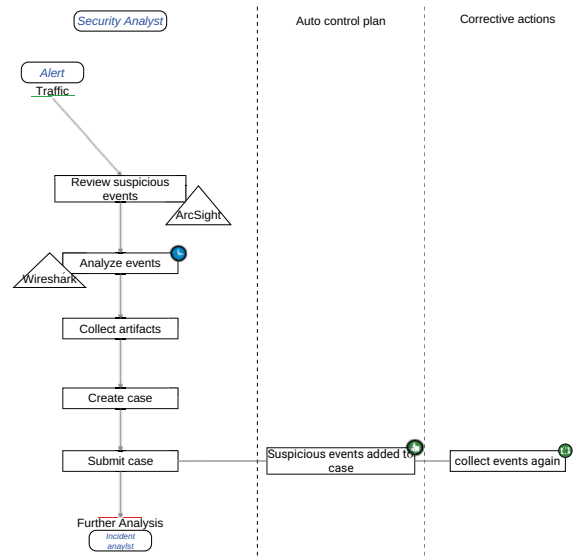 Security Analyst
Auto control plan
Corrective actions
Alert
Traffic
Review suspicious
events
ArcSight
Analyze events
Wireshark
Collect artifacts
Create case
Submit case
Suspicious events added to
case
collect events again
Further Analysis
Incident
anaylst